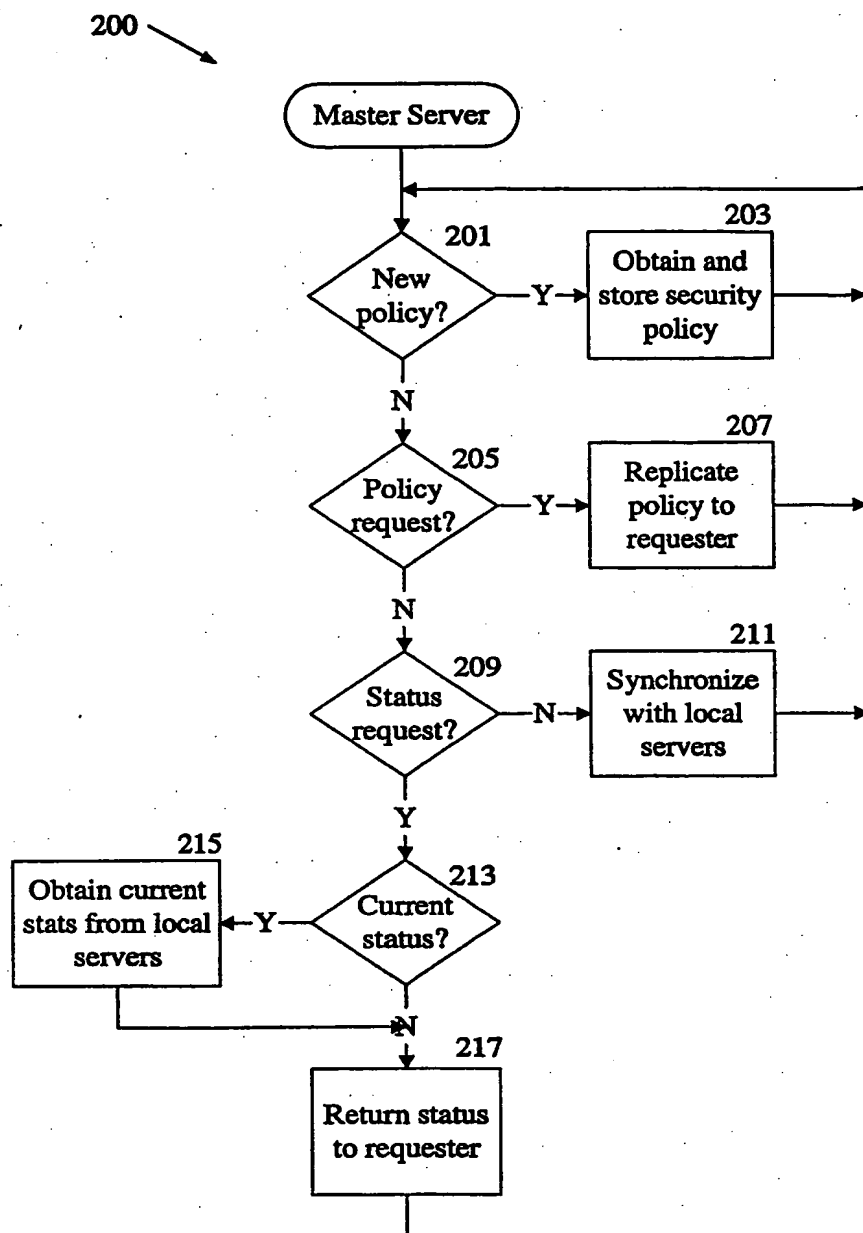 200
Master Server
201
New
policy?
Y
203
Obtain and
store security
policy
N
205
Policy
request?
Y
207
Replicate
policy to
requester
N
209
Status
request?
N
211
Synchronize
with local
servers
Y
213
Current
status?
Y
215
Obtain current
stats from local
servers
N
217
Return status
to requester